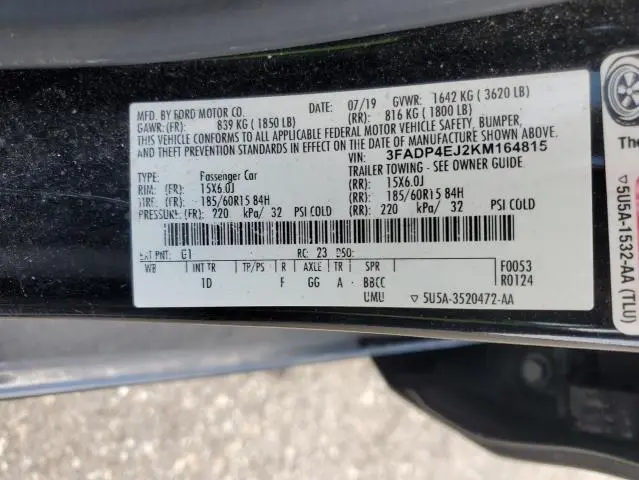 MFD. BY FORD MOTOR CO. DATE: 07/19 GVWR: 1642 KG ( 3620 LB)
GAWR: (FR): 839 KG ( 1850 LB) (RR): 816 KG ( 1800 LB)
THIS VEHICLE CONFORMS TO ALL APPLICABLE FEDERAL MOTOR VEHICLE SAFETY, BUMPER,
AND THEFT PREVENTION STANDARDS IN EFFECT ON THE DATE OF MANUFACTURE SHOWN ABOVE
VIN: 3FADP4EJ2KM164815
TYPE: Passenger Car TRAILER TOWING - SEE OWNER GUIDE
RIM: (FR): 15X6.0J (RR): 15X6.0J
TIRE: (FR): 185/60R15 84H (RR): 185/60R15 84H
PRESSURE: (FR): 220 kPa/ 32 PSI COLD (RR): 220 kPa/ 32 PSI COLD
EXT PNT: G1 RC: 23 DSO:
WB INT TR TP/PS R AXLE TR SPR F0053
1D F GG A BBCC R0124
UMU ▽ 5U5A-3520472-AA
The
▽ 5U5A-1532-AA (TLU)